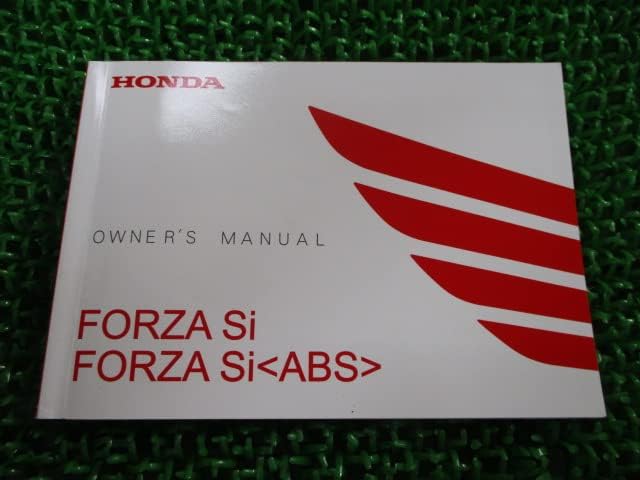 HONDA
OWNER'S MANUAL
FORZA Si
FORZA Si<ABS>